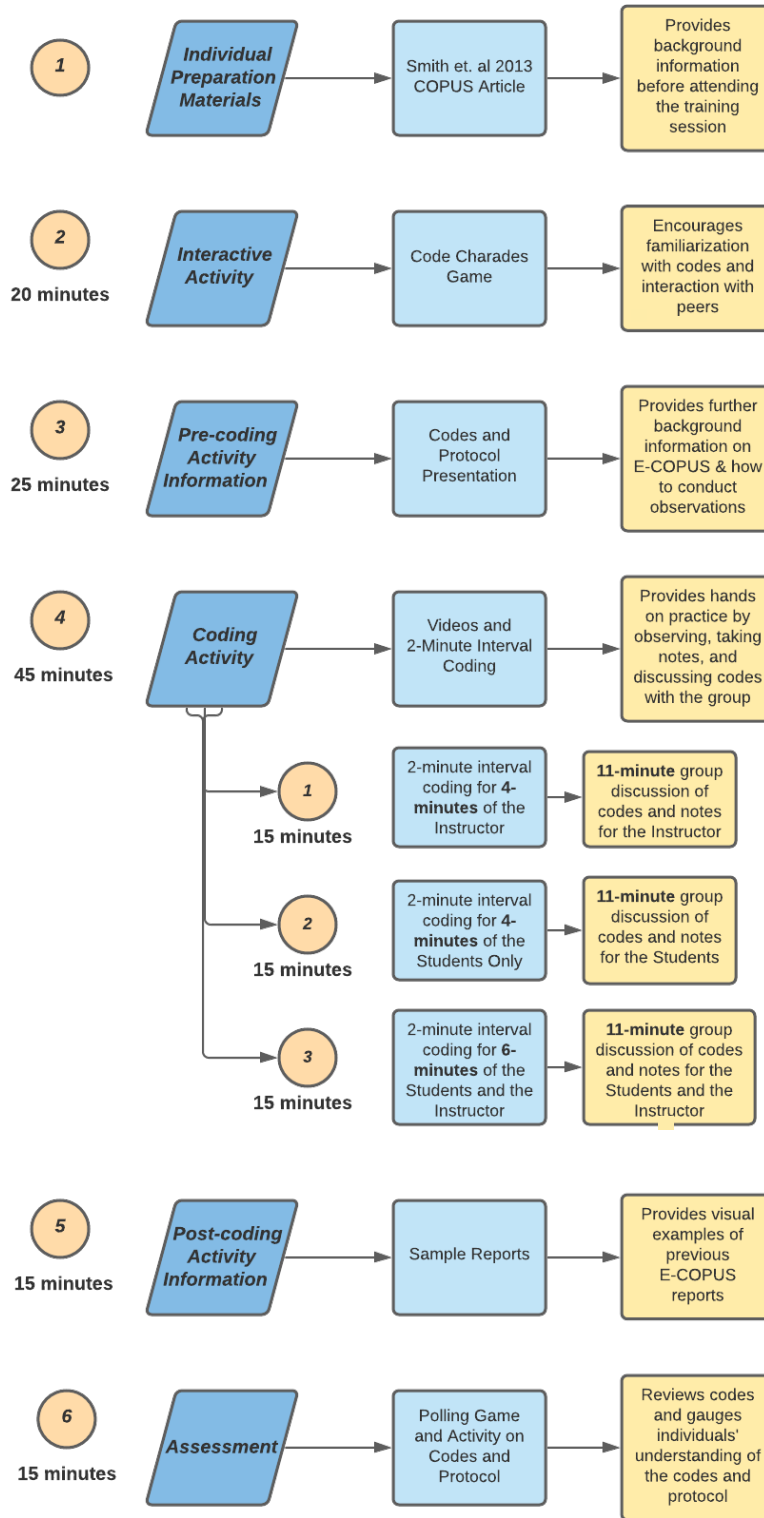 1
Individual
Preparation
Materials
Smith et. al 2013
COPUS Article
Provides
background
information
before attending
the training
session
2
20 minutes
Interactive
Activity
Code Charades
Game
Encourages
familiarization
with codes and
interaction with
peers
3
25 minutes
Pre-coding
Activity
Information
Codes and
Protocol
Presentation
Provides further
background
information on
E-COPUS & how
to conduct
observations
4
45 minutes
Coding
Activity
Videos and
2-Minute Interval
Coding
Provides hands
on practice by
observing, taking
notes, and
discussing codes
with the group
1
15 minutes
2-minute interval
coding for 4-
minutes of the
Instructor
11-minute group
discussion of
codes and notes
for the Instructor
2
15 minutes
2-minute interval
coding for 4-
minutes of the
Students Only
11-minute group
discussion of
codes and notes
for the Students
3
15 minutes
2-minute interval
coding for 6-
minutes of the
Students and the
Instructor
11-minute group
discussion of codes
and notes for the
Students and the
Instructor
5
15 minutes
Post-coding
Activity
Information
Sample Reports
Provides visual
examples of
previous
E-COPUS
reports
6
15 minutes
Assessment
Polling Game
and Activity on
Codes and
Protocol
Reviews codes
and gauges
individuals'
understanding of
the codes and
protocol